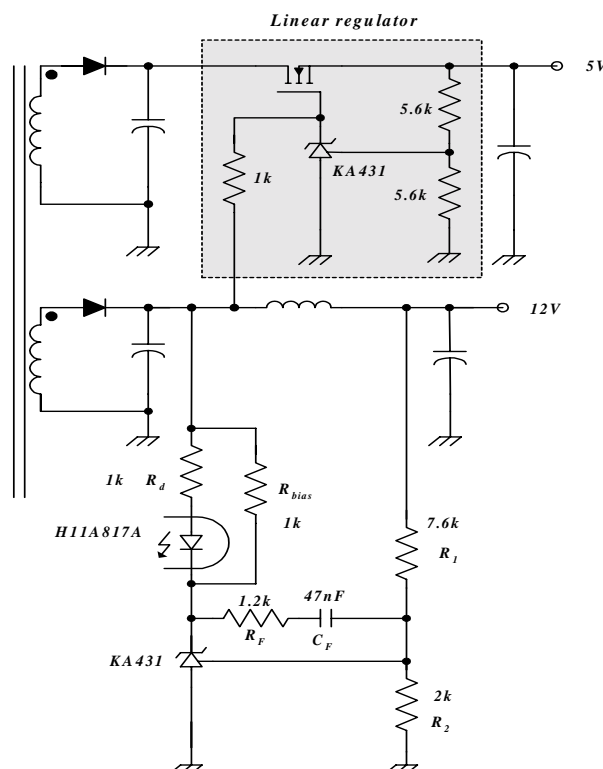 Linear regulator
5V
5.6k
KA431
1k
5.6k
12V
1k R_d
R_bias
1k
H11A817A
7.6k
R_1
1.2k 47nF
R_F C_F
KA431
2k
R_2